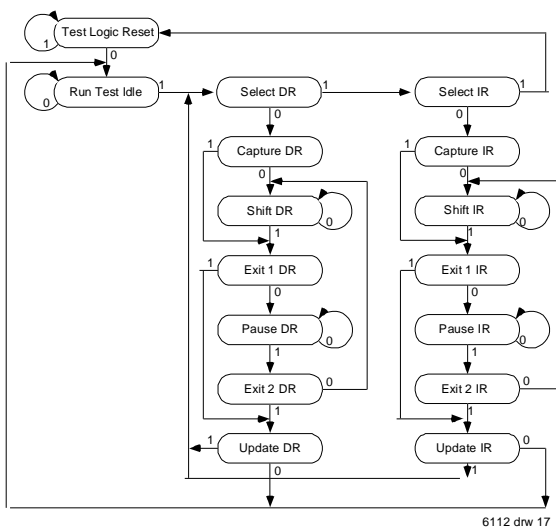 Test Logic Reset
1
0
Run Test Idle
0
1
Select DR
1
Select IR
1
0
0
1
Capture DR
1
Capture IR
0
0
Shift DR
0
Shift IR
0
1
1
1
Exit 1 DR
1
Exit 1 IR
0
0
Pause DR
0
Pause IR
0
1
1
Exit 2 DR
0
Exit 2 IR
0
1
1
1
Update DR
Update IR
0
0
1
6112 drw 17